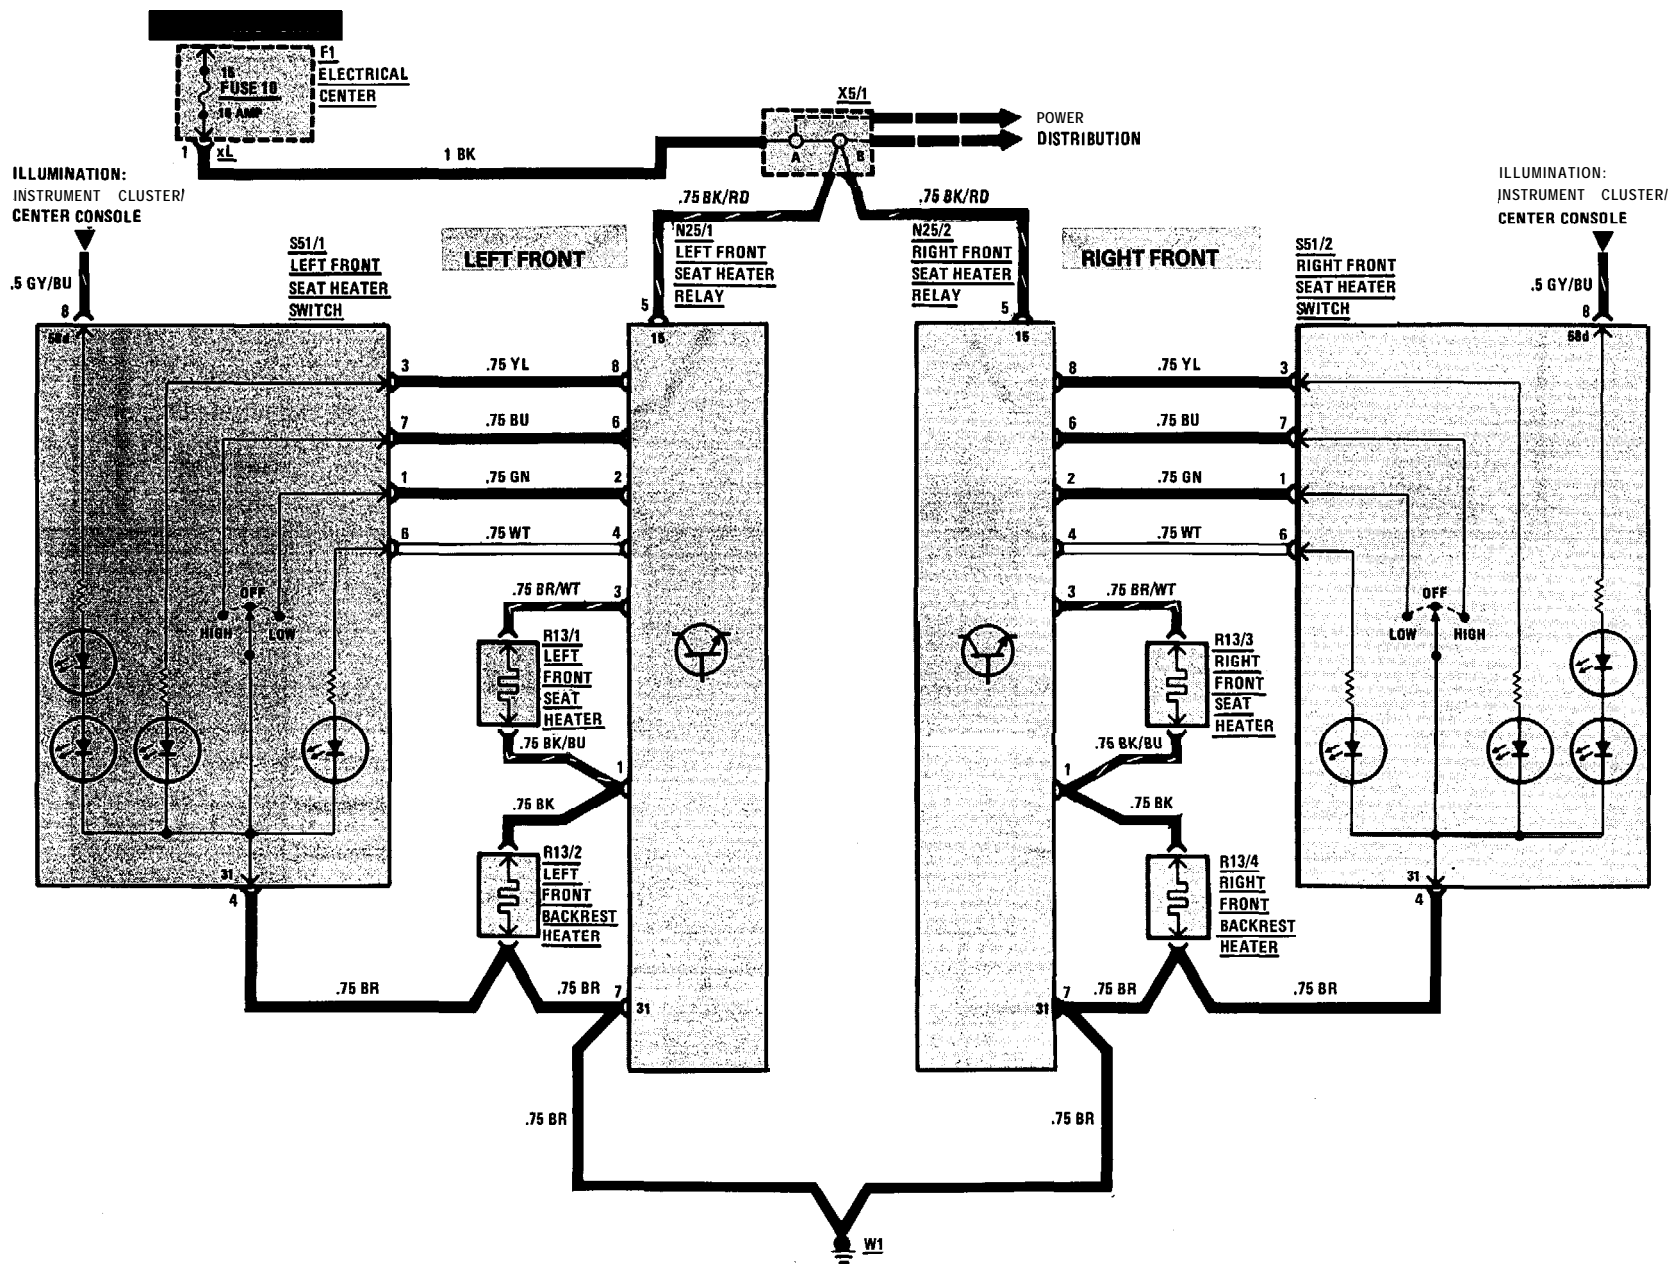 F1
ELECTRICAL
CENTER
15
FUSE 10
16 AMP
1
xL
1 BK
X5/1
A
B
POWER
DISTRIBUTION
.75 BK/RD
.75 BK/RD
ILLUMINATION:
INSTRUMENT CLUSTER/
CENTER CONSOLE
.5 GY/BU
8
58d
S51/1
LEFT FRONT
SEAT HEATER
SWITCH
LEFT FRONT
N25/1
LEFT FRONT
SEAT HEATER
RELAY
5
15
N25/2
RIGHT FRONT
SEAT HEATER
RELAY
5
15
RIGHT FRONT
S51/2
RIGHT FRONT
SEAT HEATER
SWITCH
ILLUMINATION:
INSTRUMENT CLUSTER/
CENTER CONSOLE
.5 GY/BU
8
58d
3 .75 YL 8
7 .75 BU 6
1 .75 GN 2
6 .75 WT 4
8 .75 YL 3
6 .75 BU 7
2 .75 GN 1
4 .75 WT 6
OFF
HIGH
LOW
.75 BR/WT 3
R13/1
LEFT
FRONT
SEAT
HEATER
.75 BK/BU
1
.75 BK
R13/2
LEFT
FRONT
BACKREST
HEATER
31
4
.75 BR
.75 BR
7
31
3 .75 BR/WT
R13/3
RIGHT
FRONT
SEAT
HEATER
.75 BK/BU
1
.75 BK
R13/4
RIGHT
FRONT
BACKREST
HEATER
OFF
LOW
HIGH
31
4
7
31
.75 BR
.75 BR
.75 BR
.75 BR
W1